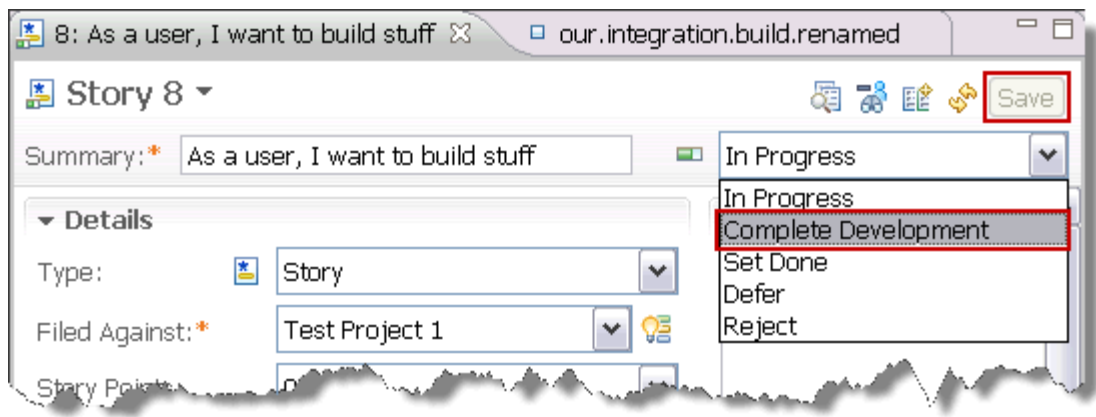 8: As a user, I want to build stuff
our.integration.build.renamed
Story 8
Save
Summary:* As a user, I want to build stuff
In Progress
In Progress
Complete Development
Set Done
Defer
Reject
Details
Type: Story
Filed Against:* Test Project 1
Story